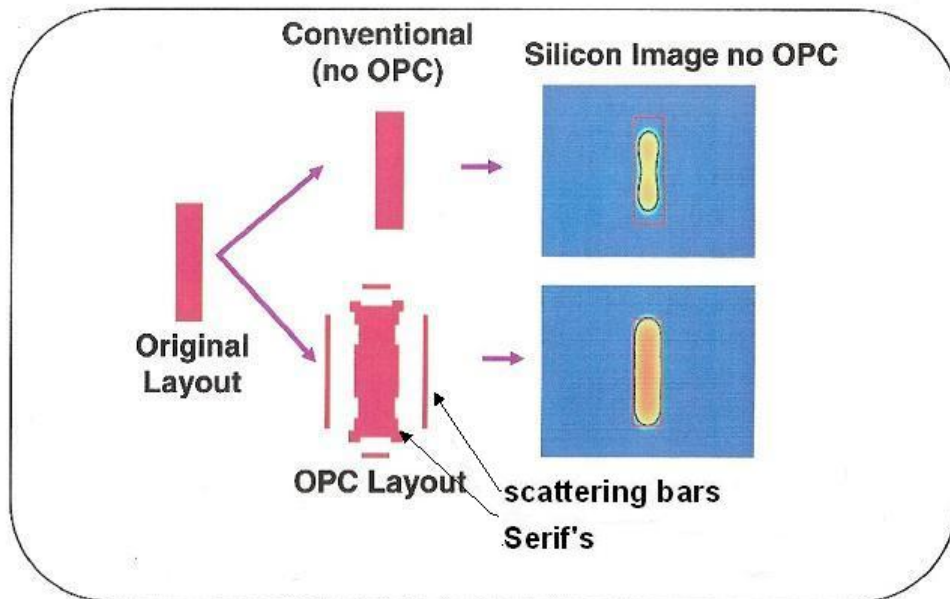 Conventional
(no OPC)
Silicon Image no OPC
Original
Layout
OPC Layout
scattering bars
Serif's